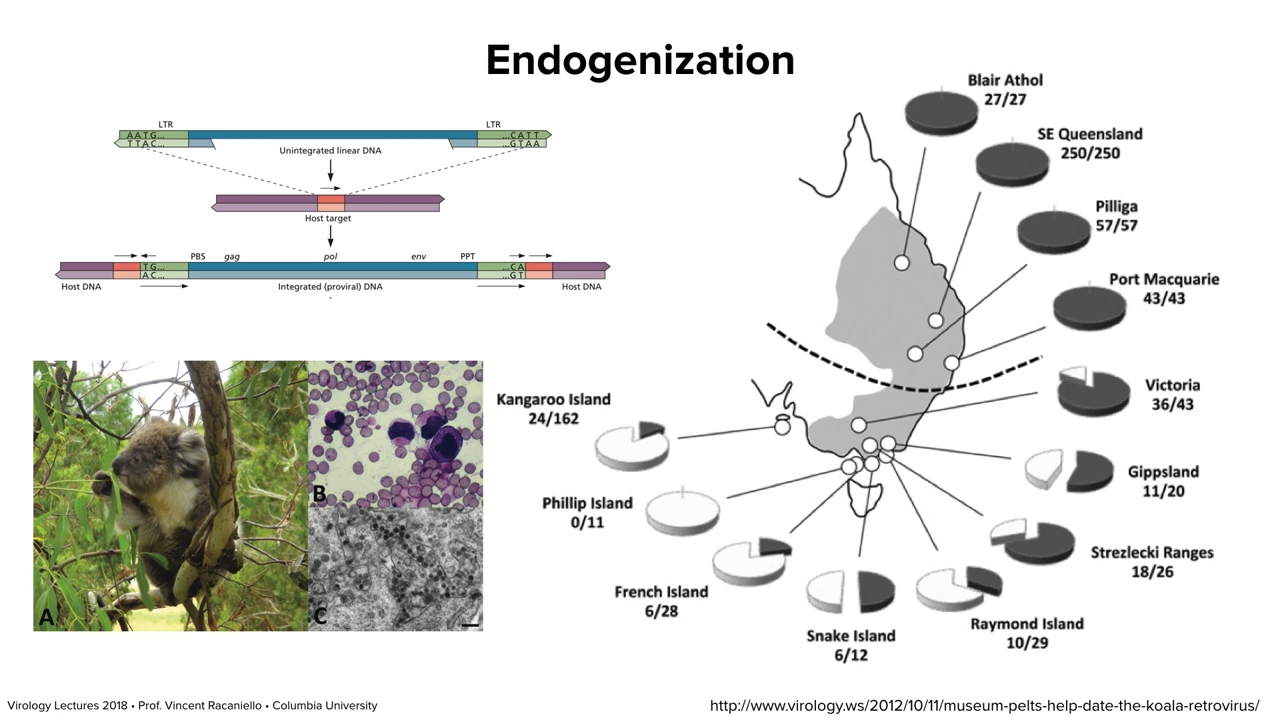 Endogenization
LTR
LTR
AATG...
...CATT
TTAC...
...GTAA
Unintegrated linear DNA
Host target
PBS
gag
pol
env
PPT
TG...
...CA
AC...
...GT
Host DNA
Integrated (proviral) DNA
Host DNA
A
B
C
Blair Athol
27/27
SE Queensland
250/250
Pilliga
57/57
Port Macquarie
43/43
Victoria
36/43
Gippsland
11/20
Strezlecki Ranges
18/26
Raymond Island
10/29
Snake Island
6/12
French Island
6/28
Phillip Island
0/11
Kangaroo Island
24/162
Virology Lectures 2018 • Prof. Vincent Racaniello • Columbia University
http://www.virology.ws/2012/10/11/museum-pelts-help-date-the-koala-retrovirus/